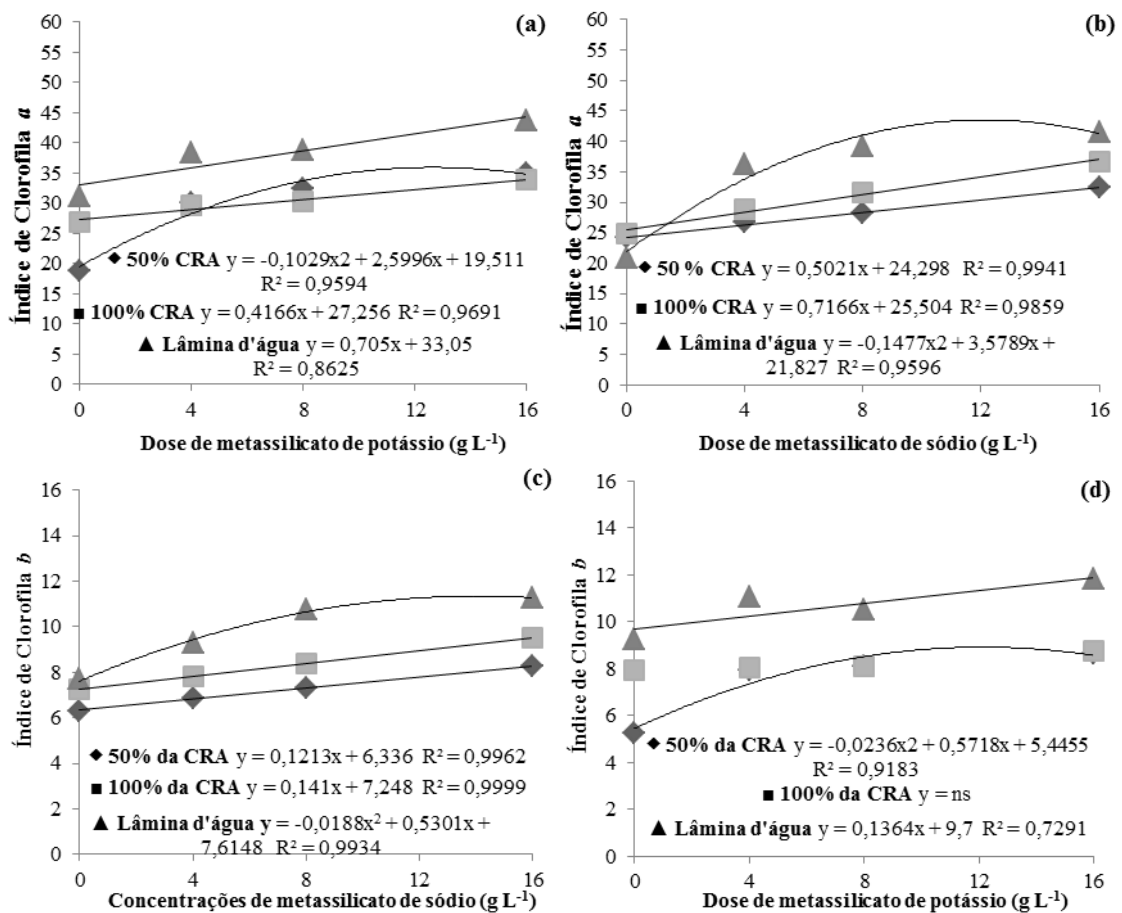 (a)
60
55
50
45
40
35
30
25
20
15
10
5
0
Índice de Clorofila a
◆ 50% CRA y = -0,1029x2 + 2,5996x + 19,511
R² = 0,9594
■ 100% CRA y = 0,4166x + 27,256 R² = 0,9691
▲ Lâmina d'água y = 0,705x + 33,05
R² = 0,8625
0 4 8 12 16
Dose de metassilicato de potássio (g L-1)
(b)
60
55
50
45
40
35
30
25
20
15
10
5
0
Índice de Clorofila a
◆ 50 % CRA y = 0,5021x + 24,298 R² = 0,9941
■ 100% CRA y = 0,7166x + 25,504 R² = 0,9859
▲ Lâmina d'água y = -0,1477x2 + 3,5789x +
21,827 R² = 0,9596
0 4 8 12 16
Dose de metassilicato de sódio (g L-1)
(c)
16
14
12
10
8
6
4
2
0
Índice de Clorofila b
◆ 50% da CRA y = 0,1213x + 6,336 R² = 0,9962
■ 100% da CRA y = 0,141x + 7,248 R² = 0,9999
▲ Lâmina d'água y = -0,0188x² + 0,5301x +
7,6148 R² = 0,9934
0 4 8 12 16
Concentrações de metassilicato de sódio (g L-1)
(d)
16
14
12
10
8
6
4
2
0
Índice de Clorofila b
◆ 50% da CRA y = -0,0236x2 + 0,5718x + 5,4455
R² = 0,9183
■ 100% da CRA y = ns
▲ Lâmina d'água y = 0,1364x + 9,7 R² = 0,7291
0 4 8 12 16
Dose de metassilicato de potássio (g L-1)